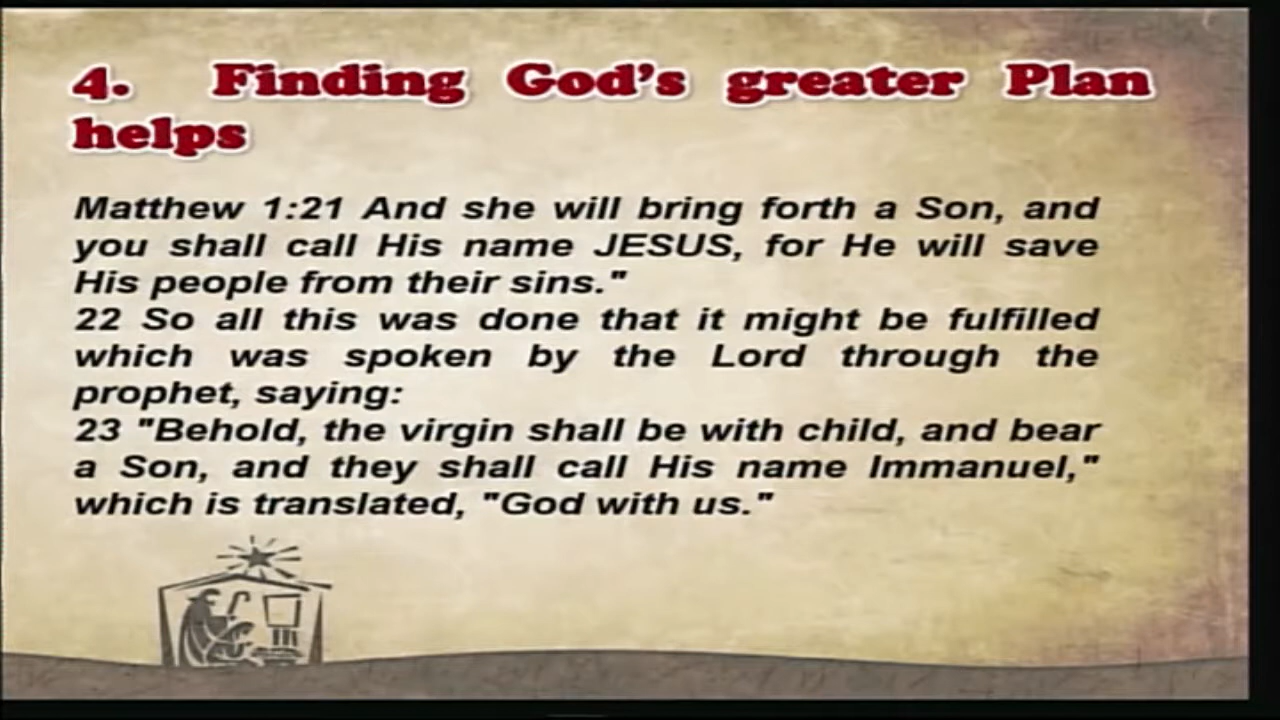 4. Finding God's greater Plan
helps
Matthew 1:21 And she will bring forth a Son, and
you shall call His name JESUS, for He will save
His people from their sins."
22 So all this was done that it might be fulfilled
which was spoken by the Lord through the
prophet, saying:
23 "Behold, the virgin shall be with child, and bear
a Son, and they shall call His name Immanuel,"
which is translated, "God with us."